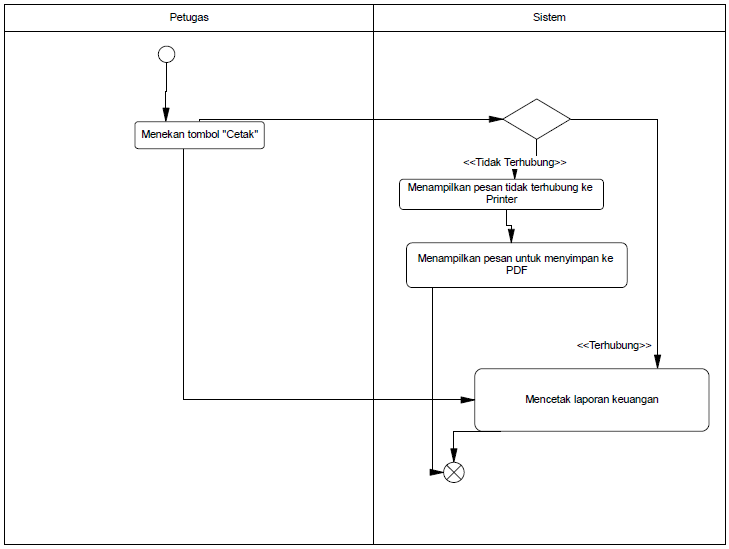 Petugas
Sistem
Menekan tombol "Cetak"
<<Tidak Terhubung>>
Menampilkan pesan tidak terhubung ke
Printer
Menampilkan pesan untuk menyimpan ke
PDF
<<Terhubung>>
Mencetak laporan keuangan